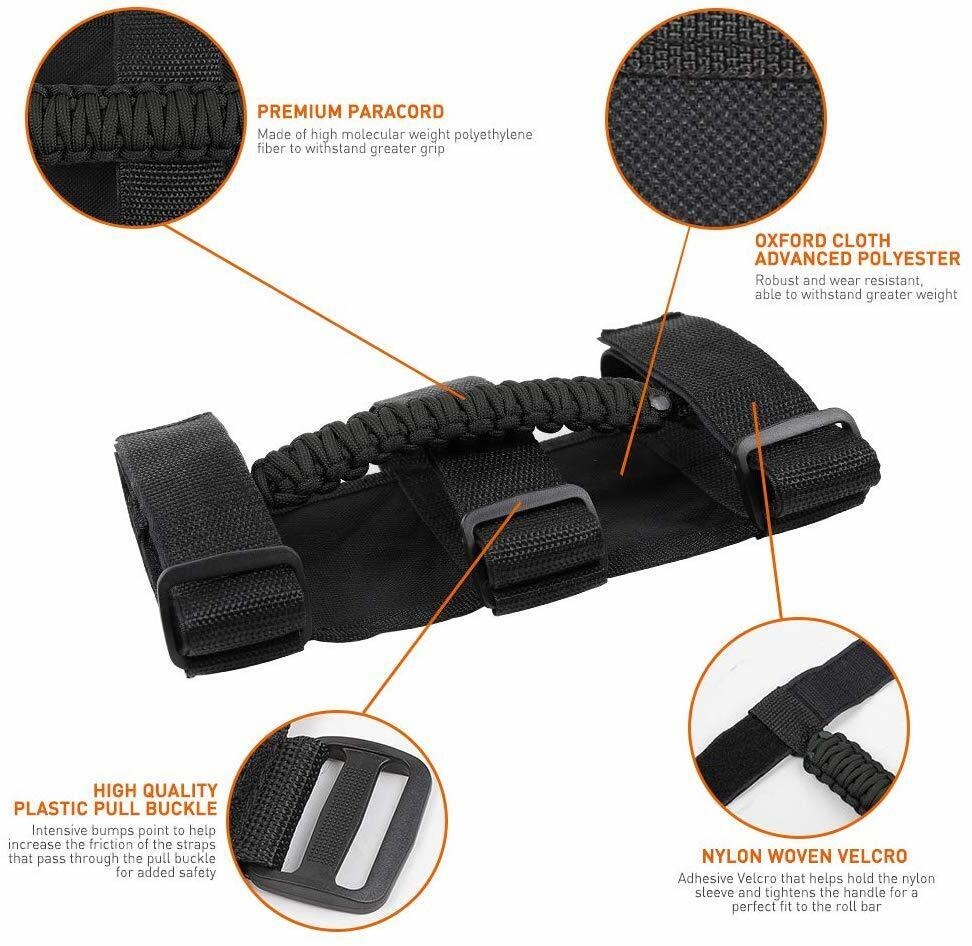 PREMIUM PARACORD
Made of high molecular weight polyethylene
fiber to withstand greater grip
OXFORD CLOTH
ADVANCED POLYESTER
Robust and wear resistant,
able to withstand greater weight
HIGH QUALITY
PLASTIC PULL BUCKLE
Intensive bumps point to help
increase the friction of the straps
that pass through the pull buckle
for added safety
NYLON WOVEN VELCRO
Adhesive Velcro that helps hold the nylon
sleeve and tightens the handle for a
perfect fit to the roll bar